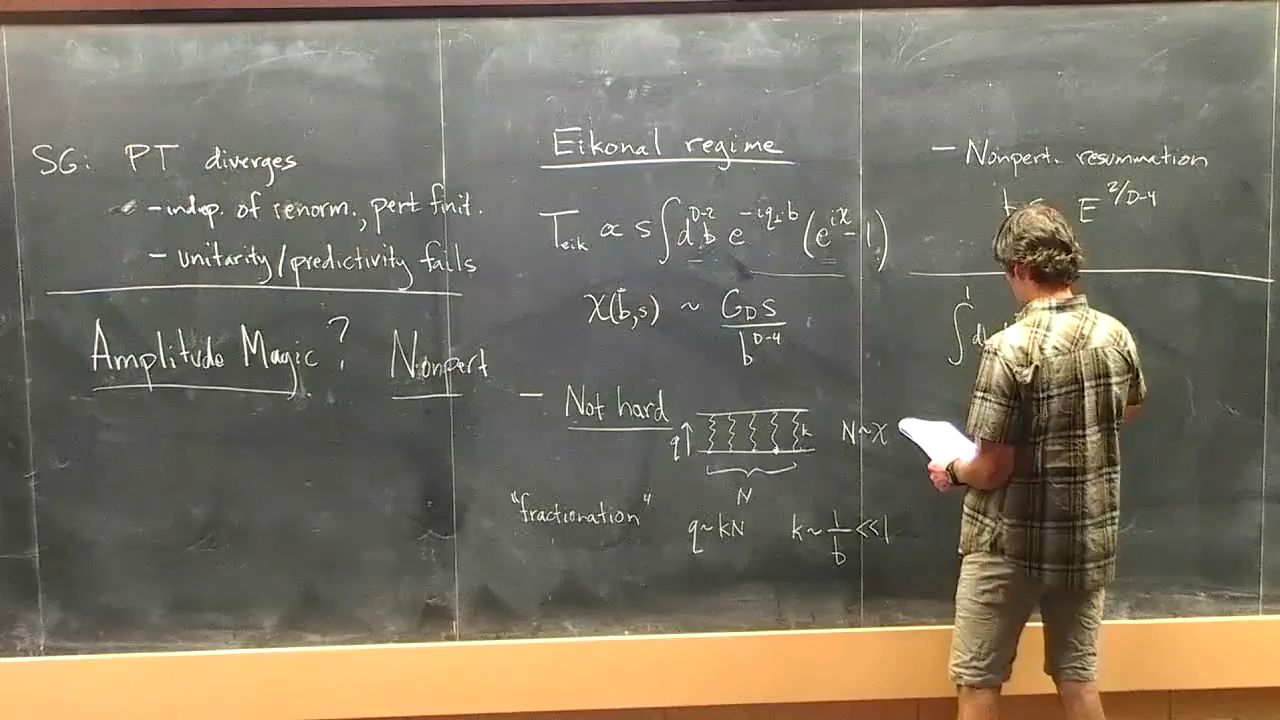 SG: PT diverges
- indep. of renorm., pert finit.
- unitarity/predictivity fails
Amplitude Magic? Nonpert
Eikonal regime
T_eik ∝ s ∫ d^{D-2}b e^{-iq⊥·b} (e^{iχ} - 1)
χ(b,s) ~ G_D s / b^{D-4}
- Not hard
q ↑ k N~χ
N
"fractionation" q~kN k~1/b <<1
- Nonpert. resummation
E^{2/D-4}
∫^1 d